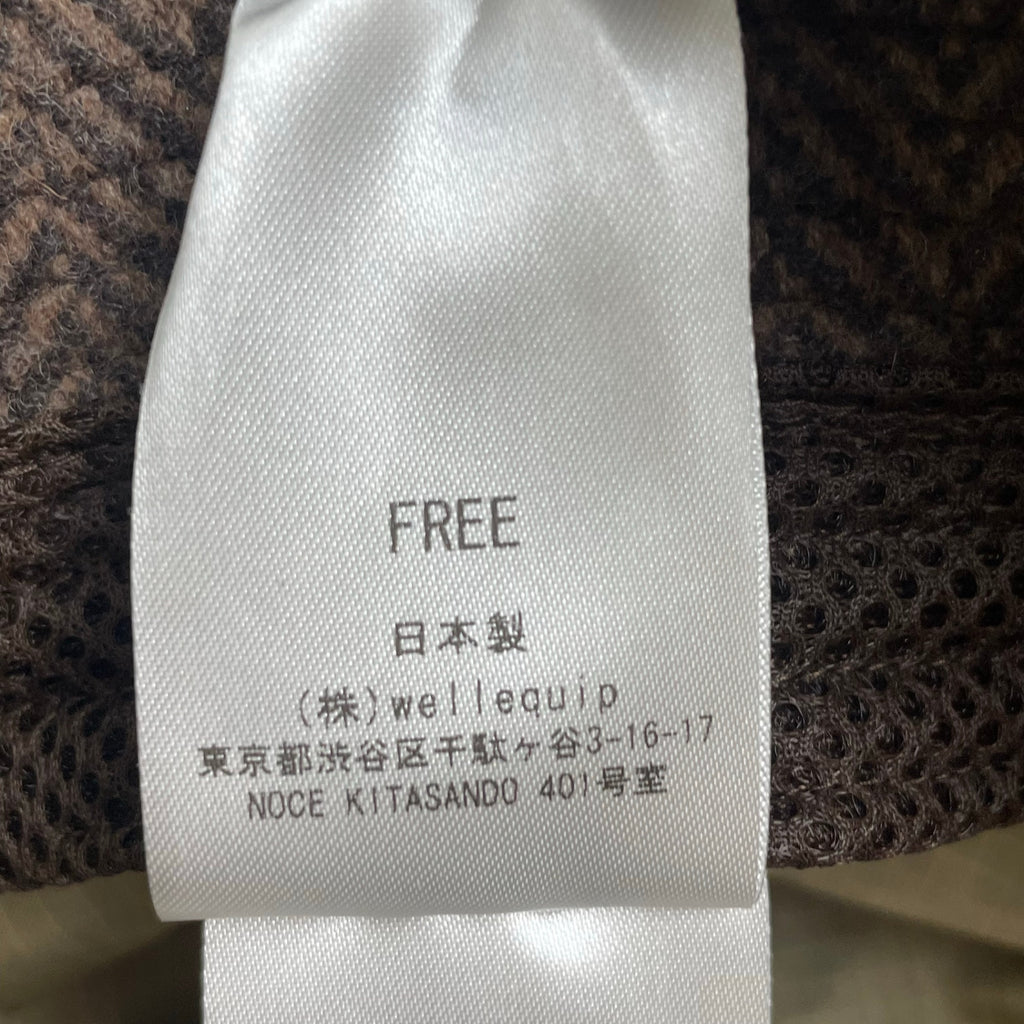 FREE
日本製
(株)wellequip
東京都渋谷区千駄ヶ谷3-16-17
NOCE KITASANDO 401号室